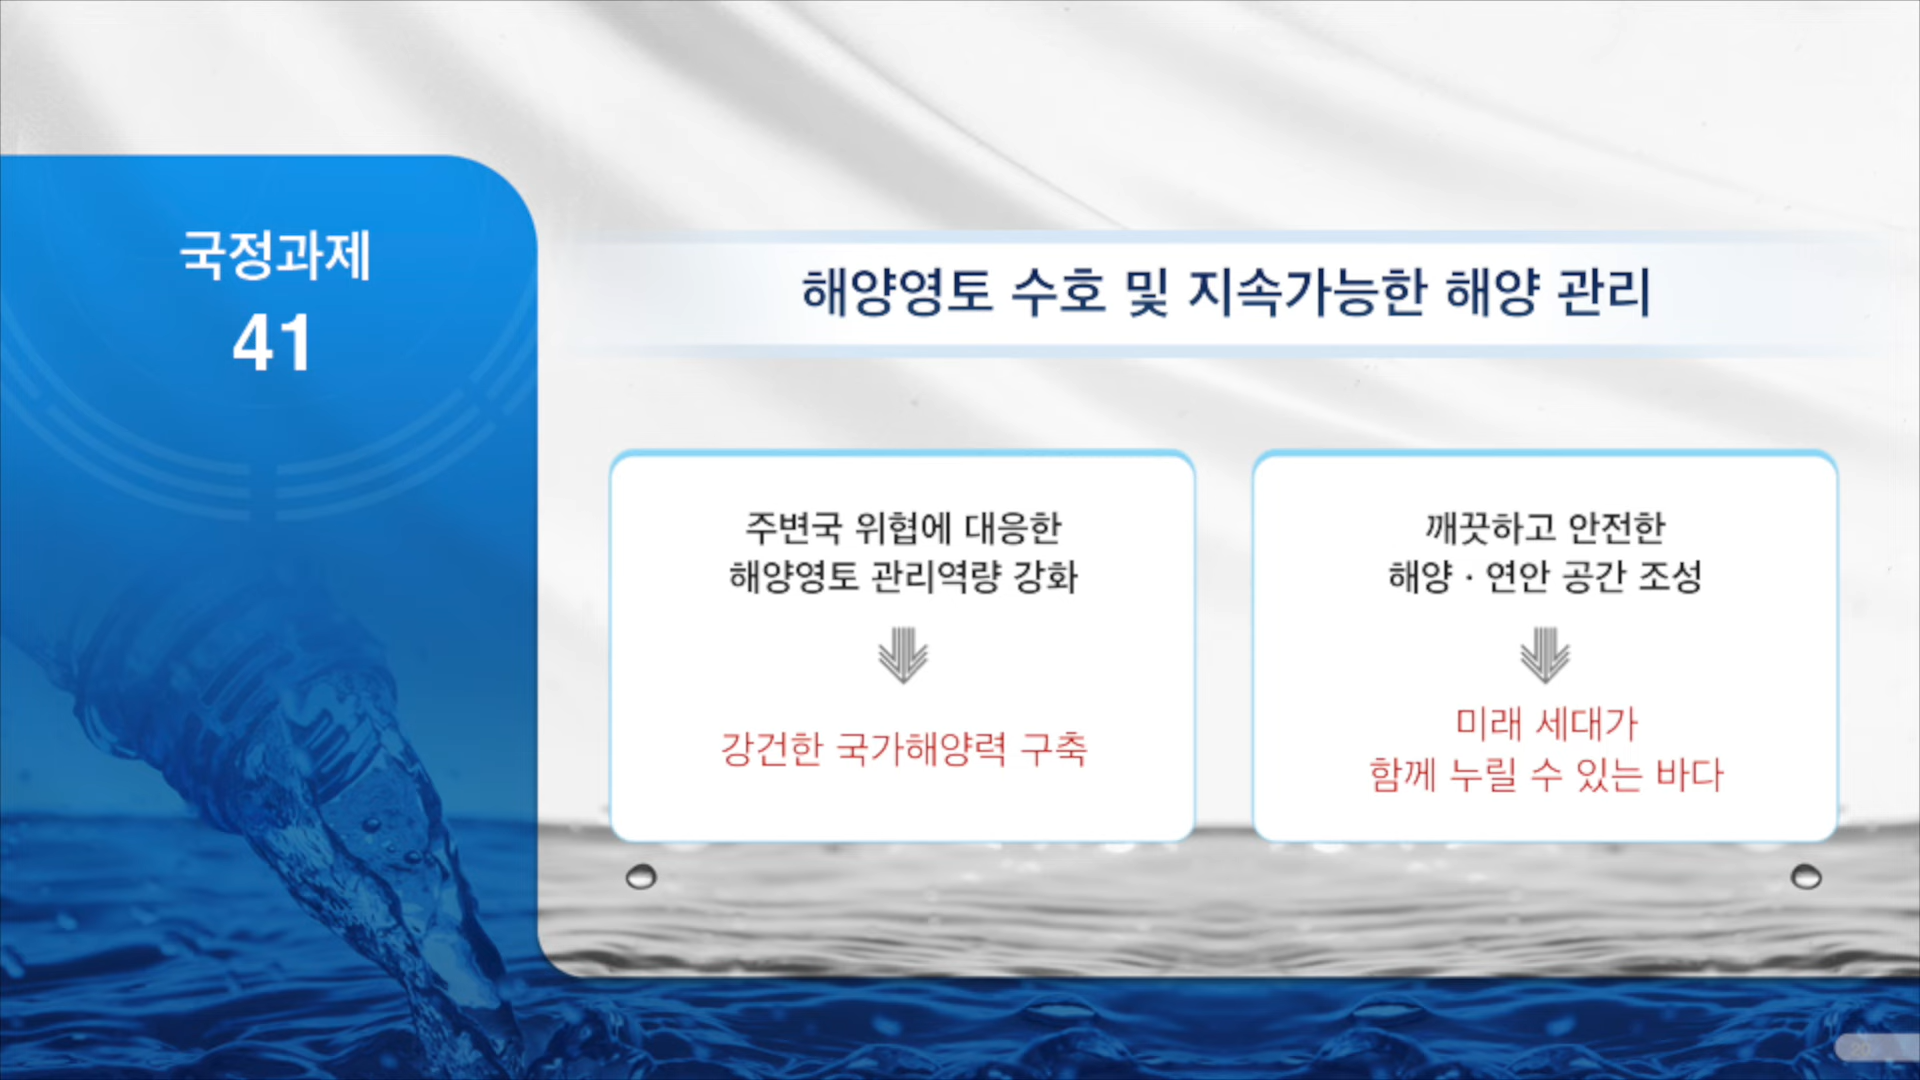 국정과제
41
해양영토 수호 및 지속가능한 해양 관리
주변국 위협에 대응한
해양영토 관리역량 강화
강건한 국가해양력 구축
깨끗하고 안전한
해양 · 연안 공간 조성
미래 세대가
함께 누릴 수 있는 바다